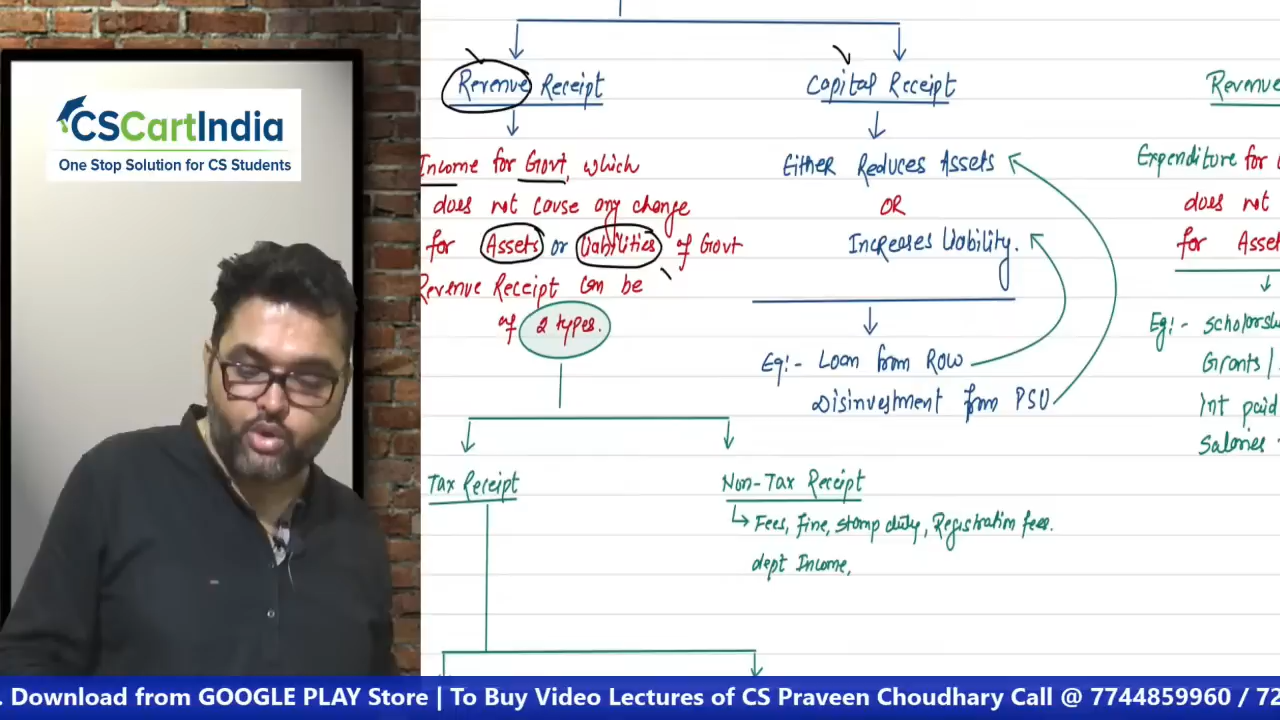 CSCartIndia
One Stop Solution for CS Students
Revenue Receipt
Income for Govt, which
does not cause any change
for Assets or Liabilities of Govt
Revenue Receipt can be
of 2 types.
Capital Receipt
Either Reduces Assets
OR
Increases Liability.
Eg:- Loan from ROW
Disinvestment from PSU
Revenue
Expenditure for
does not
for Asset
Eg:- Scholarsh
Grants/
Int paid
Salaries
Tax Receipt
Non-Tax Receipt
Fees, Fine, Stamp duty, Registration fees.
dept Income,
. Download from GOOGLE PLAY Store | To Buy Video Lectures of CS Praveen Choudhary Call @ 7744859960 / 72